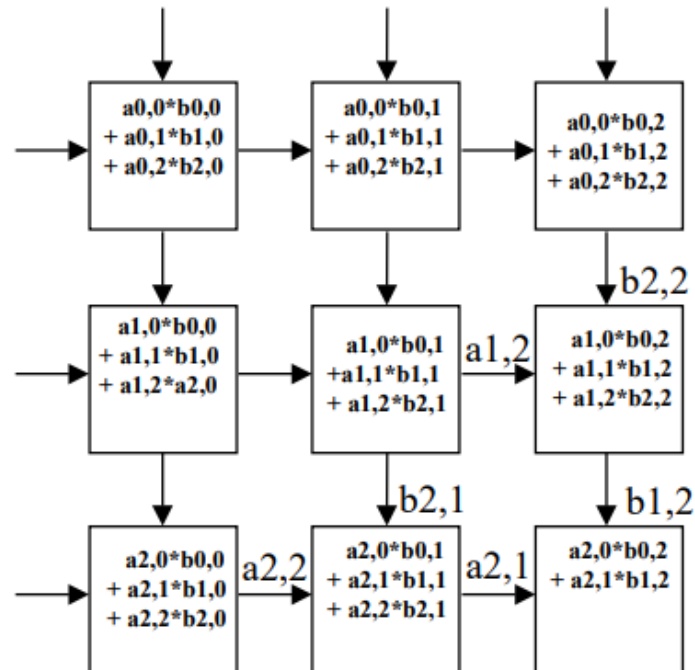 a0,0*b0,0
+ a0,1*b1,0
+ a0,2*b2,0
a0,0*b0,1
+ a0,1*b1,1
+ a0,2*b2,1
a0,0*b0,2
+ a0,1*b1,2
+ a0,2*b2,2
b2,2
a1,0*b0,0
+ a1,1*b1,0
+ a1,2*a2,0
a1,0*b0,1
+a1,1*b1,1
+ a1,2*b2,1
a1,2
a1,0*b0,2
+ a1,1*b1,2
+ a1,2*b2,2
b2,1
b1,2
a2,0*b0,0
+ a2,1*b1,0
+ a2,2*b2,0
a2,2
a2,0*b0,1
+ a2,1*b1,1
+ a2,2*b2,1
a2,1
a2,0*b0,2
+ a2,1*b1,2